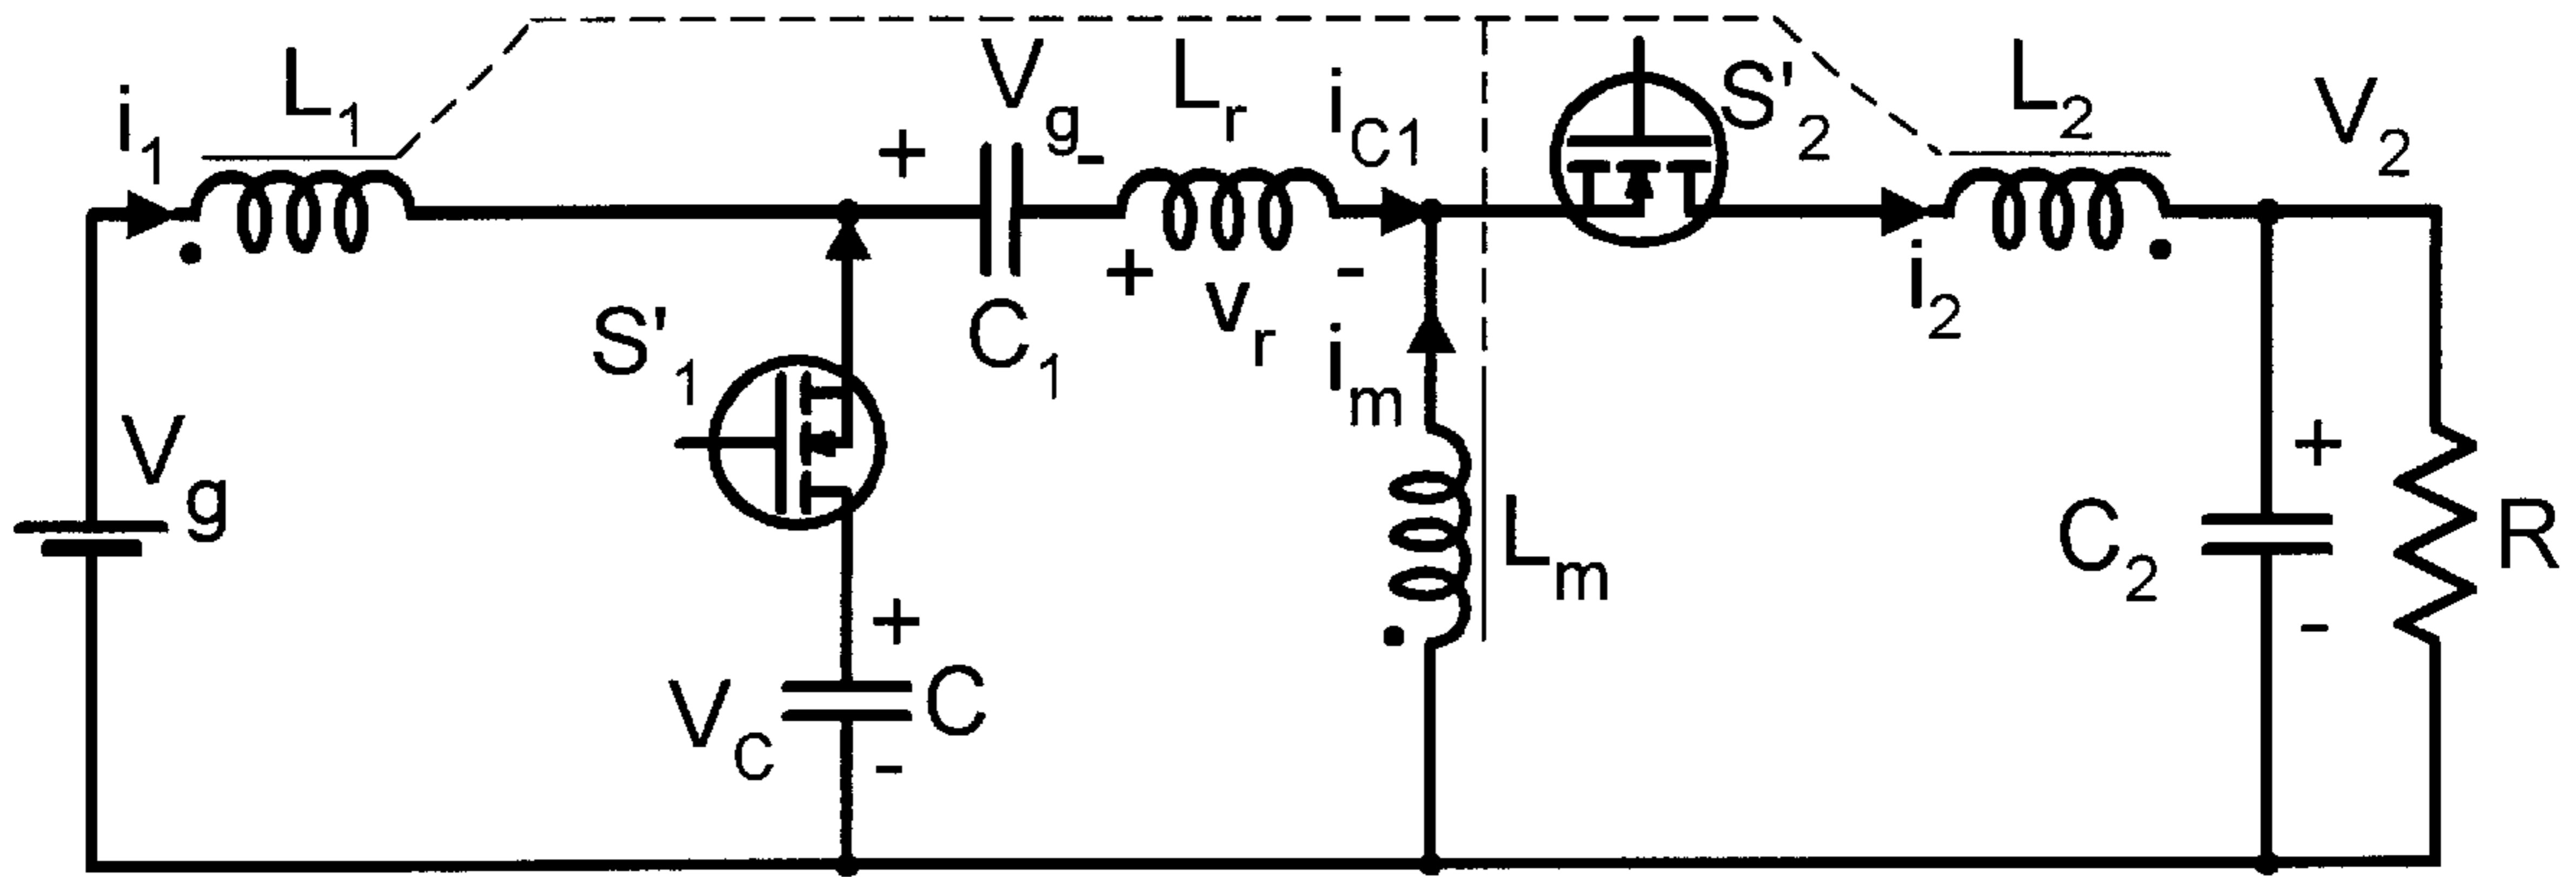 i1
L1
Vg
+
-
Lr
iC1
S'2
L2
V2
+
vr
-
i2
C1
S'1
im
Vg
Lm
+
C2
-
R
+
VC
C
-